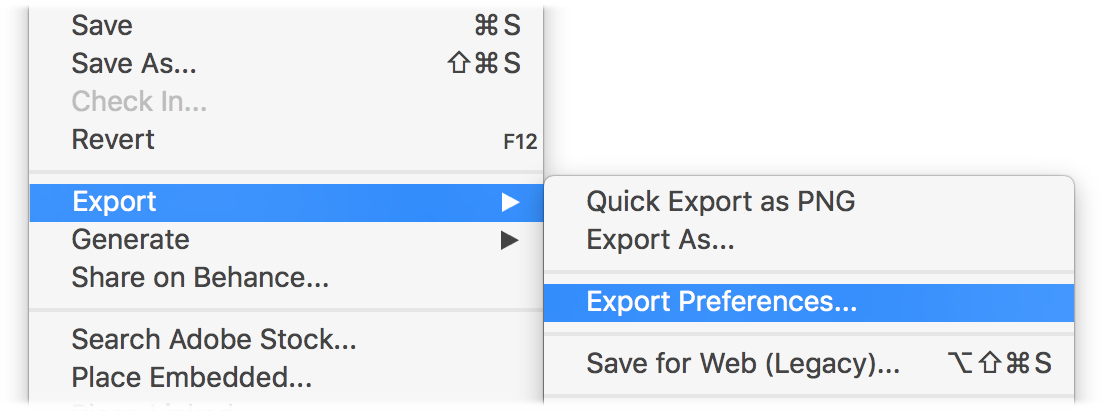 Save ⌘S
Save As... ⇧⌘S
Check In...
Revert F12
Export ▶
Generate ▶
Share on Behance...
Search Adobe Stock...
Place Embedded...
Quick Export as PNG
Export As...
Export Preferences...
Save for Web (Legacy)... ⌥⇧⌘S